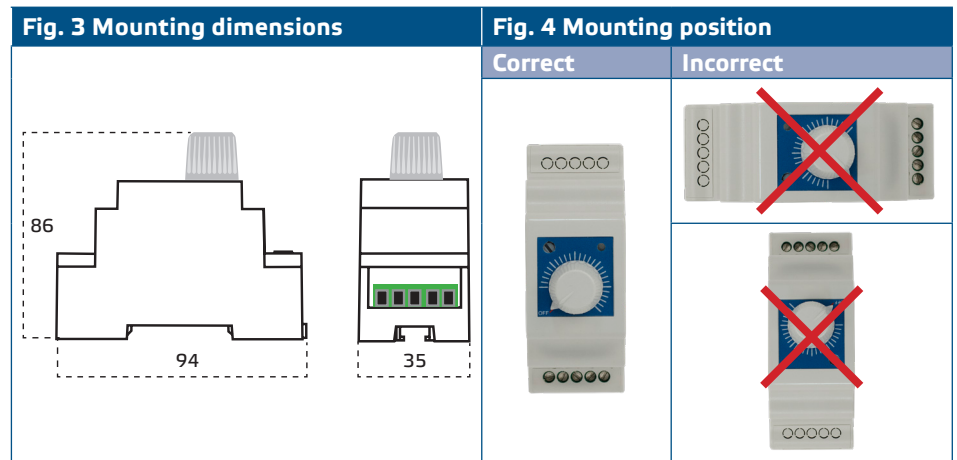 Fig. 3 Mounting dimensions
Fig. 4 Mounting position
Correct
Incorrect
86
94
35
OFF